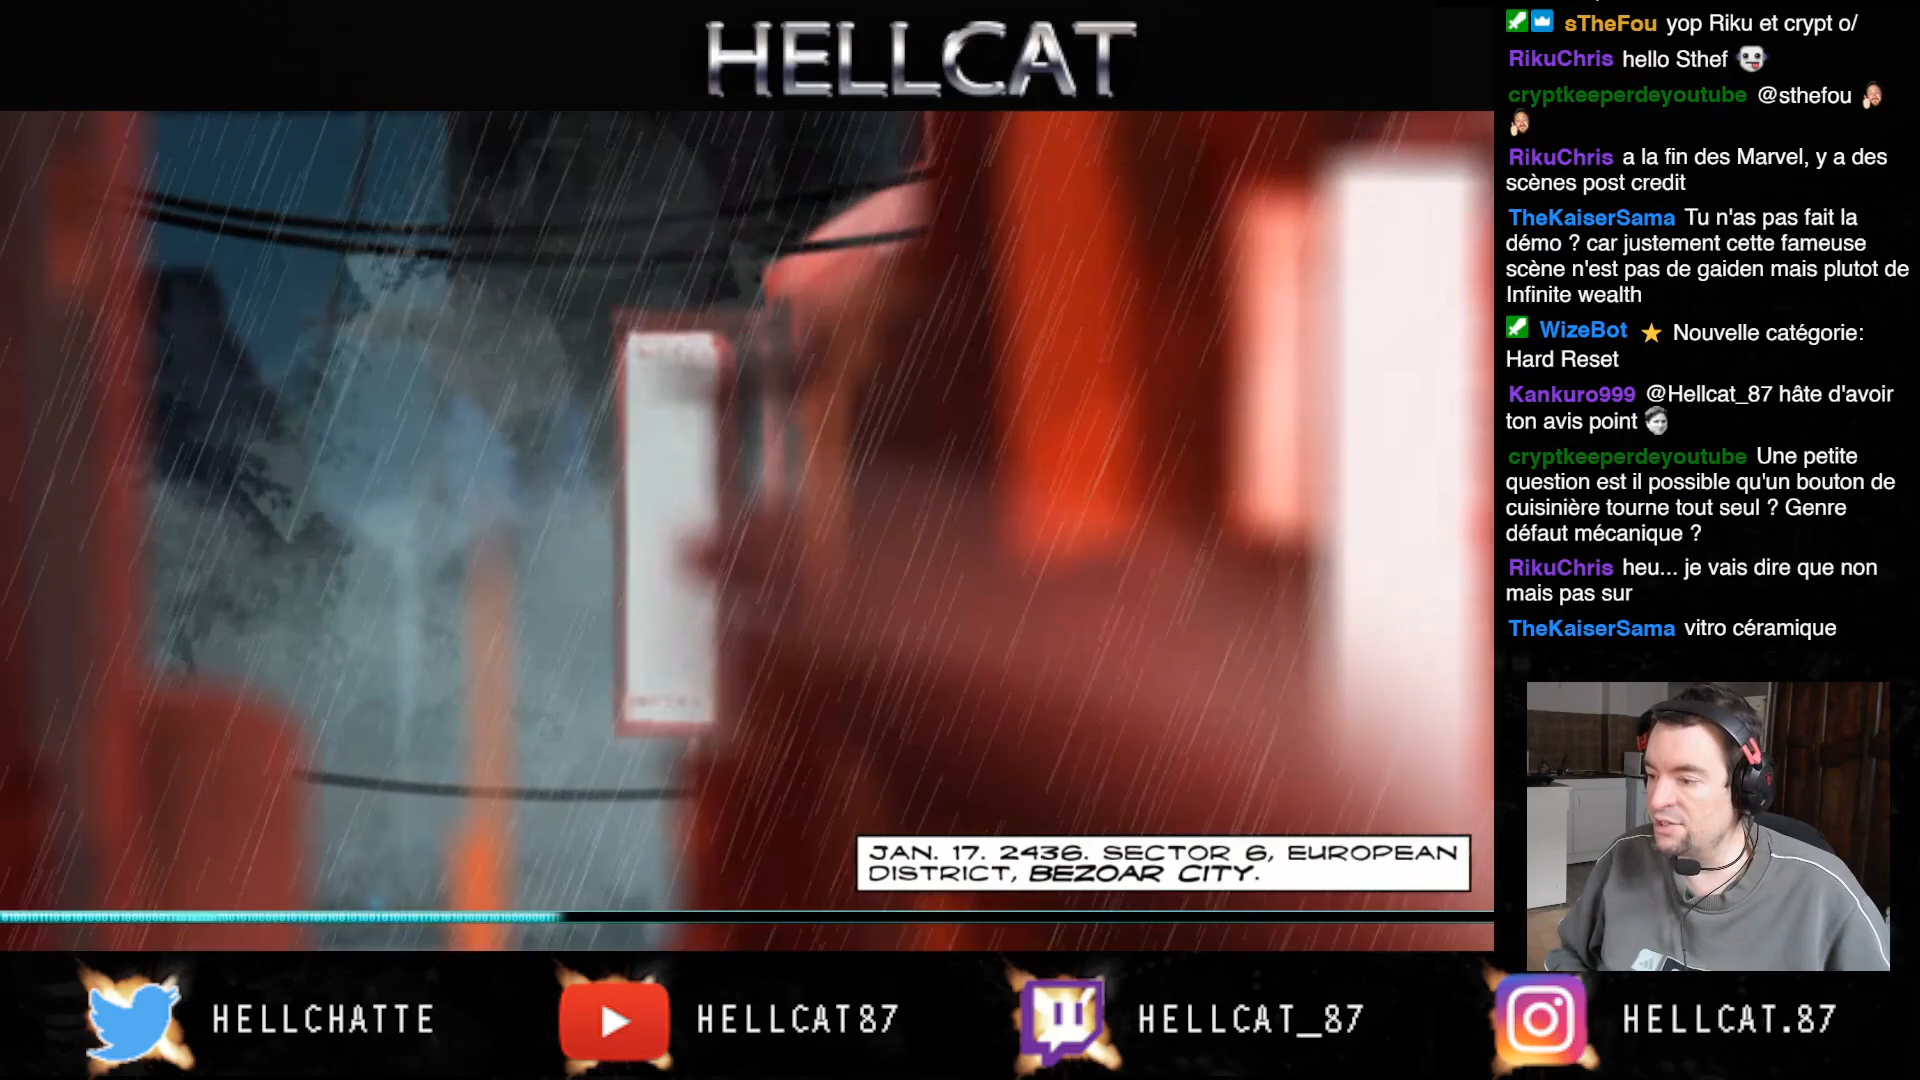 HELLCAT
sTheFou yop Riku et crypt o/
RikuChris hello Sthef
cryptkeeperdeyoutube @sthefou
RikuChris a la fin des Marvel, y a des
scènes post credit
TheKaiserSama Tu n'as pas fait la
démo ? car justement cette fameuse
scène n'est pas de gaiden mais plutot de
Infinite wealth
WizeBot Nouvelle catégorie:
Hard Reset
Kankuro999 @Hellcat_87 hâte d'avoir
ton avis point
cryptkeeperdeyoutube Une petite
question est il possible qu'un bouton de
cuisinière tourne tout seul ? Genre
défaut mécanique ?
RikuChris heu... je vais dire que non
mais pas sur
TheKaiserSama vitro céramique
JAN. 17. 2436. SECTOR 6, EUROPEAN
DISTRICT, BEZOAR CITY.
HELLCHATTE
HELLCAT87
HELLCAT_87
HELLCAT.87